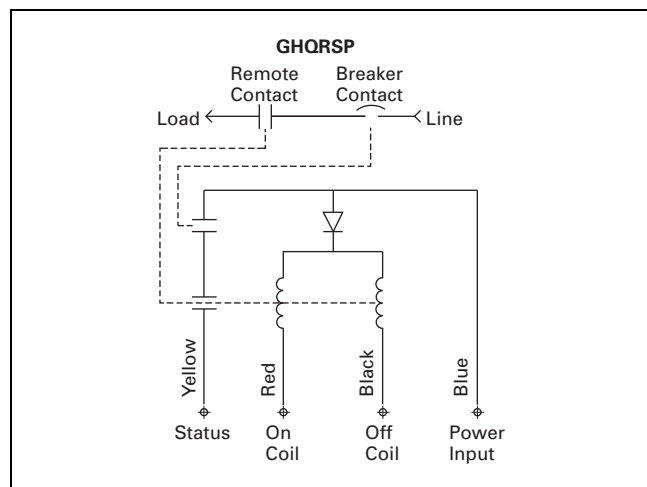 GHQRSP
Remote Contact
Breaker Contact
Load
Line
Yellow
Red
Black
Blue
Status
On Coil
Off Coil
Power Input